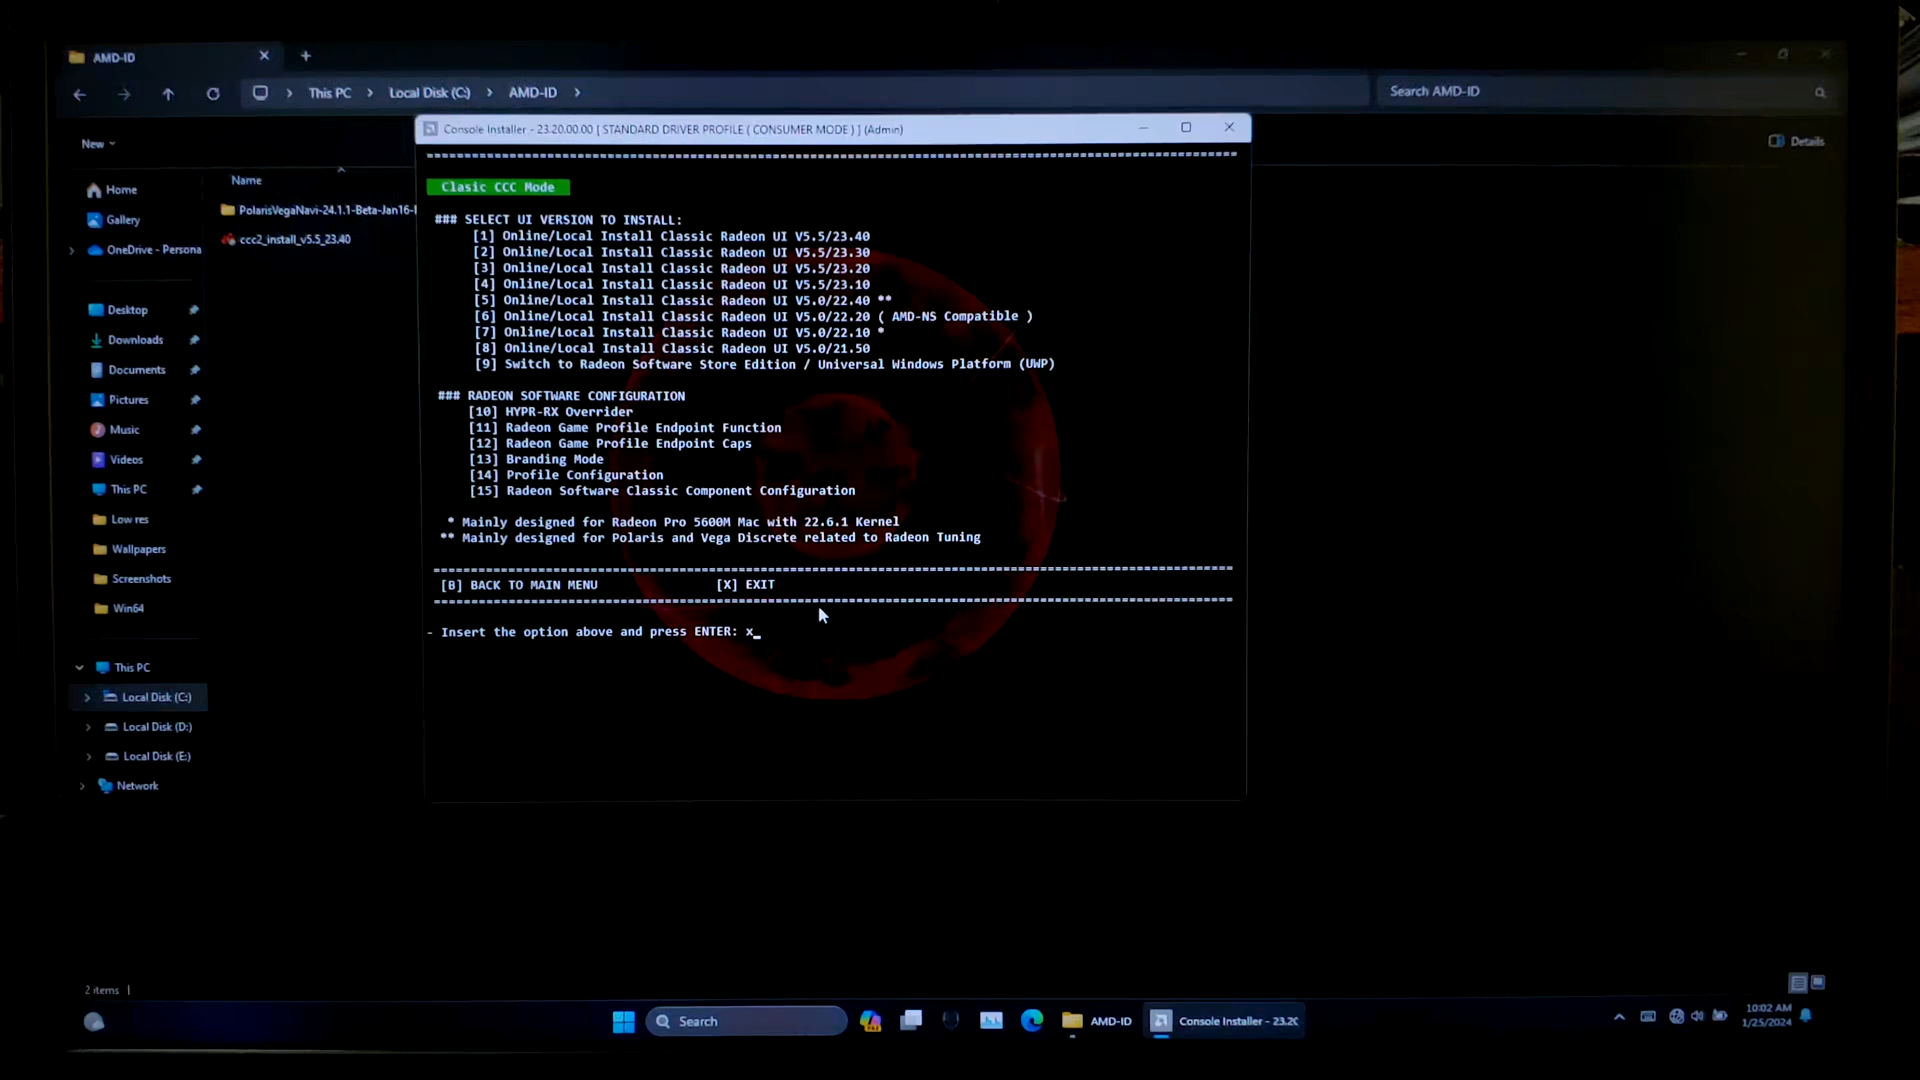 AMD-ID
This PC > Local Disk (C:) > AMD-ID >
Search AMD-ID
New
Details
Home
Gallery
OneDrive - Persona
Desktop
Downloads
Documents
Pictures
Music
Videos
This PC
Low res
Wallpapers
Screenshots
Win64
This PC
Local Disk (C:)
Local Disk (D:)
Local Disk (E:)
Network
Name
PolarisVegaNavi-24.1.1-Beta-Jan16-
ccc2_install_v5.5_23.40
Console Installer - 23.20.00.00 [ STANDARD DRIVER PROFILE ( CONSUMER MODE ) ] (Admin)
Clasic CCC Mode
### SELECT UI VERSION TO INSTALL:
[1] Online/Local Install Classic Radeon UI V5.5/23.40
[2] Online/Local Install Classic Radeon UI V5.5/23.30
[3] Online/Local Install Classic Radeon UI V5.5/23.20
[4] Online/Local Install Classic Radeon UI V5.5/23.10
[5] Online/Local Install Classic Radeon UI V5.0/22.40 **
[6] Online/Local Install Classic Radeon UI V5.0/22.20 ( AMD-NS Compatible )
[7] Online/Local Install Classic Radeon UI V5.0/22.10 *
[8] Online/Local Install Classic Radeon UI V5.0/21.50
[9] Switch to Radeon Software Store Edition / Universal Windows Platform (UWP)
### RADEON SOFTWARE CONFIGURATION
[10] HYPR-RX Overrider
[11] Radeon Game Profile Endpoint Function
[12] Radeon Game Profile Endpoint Caps
[13] Branding Mode
[14] Profile Configuration
[15] Radeon Software Classic Component Configuration
* Mainly designed for Radeon Pro 5600M Mac with 22.6.1 Kernel
** Mainly designed for Polaris and Vega Discrete related to Radeon Tuning
[B] BACK TO MAIN MENU [X] EXIT
- Insert the option above and press ENTER: x_
2 items
Search
AMD-ID
Console Installer - 23.20
10:02 AM
1/25/2024